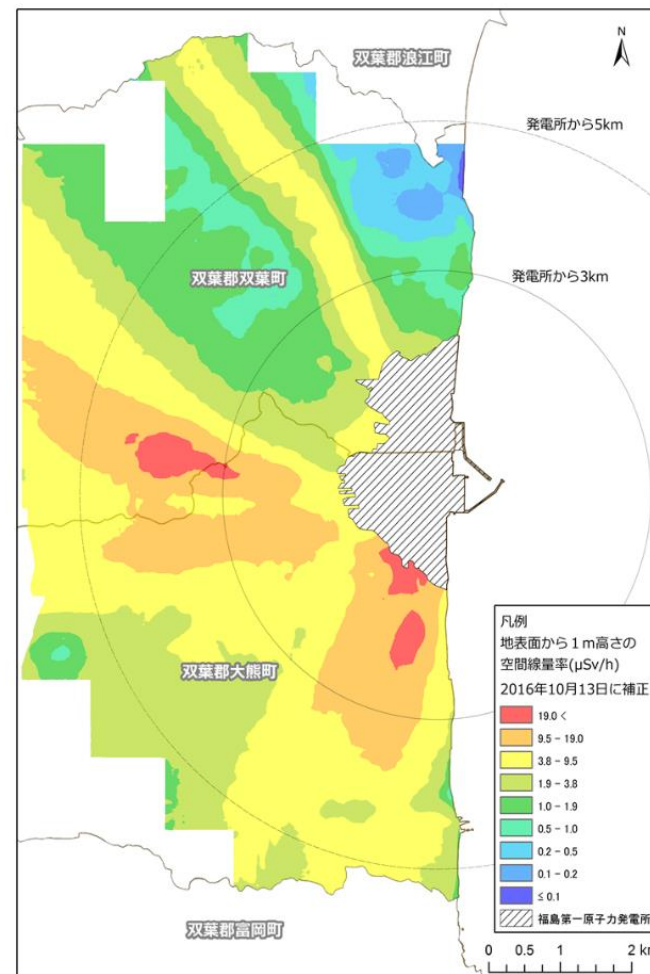 双葉郡浪江町
N
発電所から5km
発電所から3km
双葉郡双葉町
双葉郡大熊町
凡例
地表面から1m高さの
空間線量率(μSv/h)
2016年10月13日に補正
19.0 <
9.5 - 19.0
3.8 - 9.5
1.9 - 3.8
1.0 - 1.9
0.5 - 1.0
0.2 - 0.5
0.1 - 0.2
≤ 0.1
福島第一原子力発電所
双葉郡富岡町
0 0.5 1 2 km